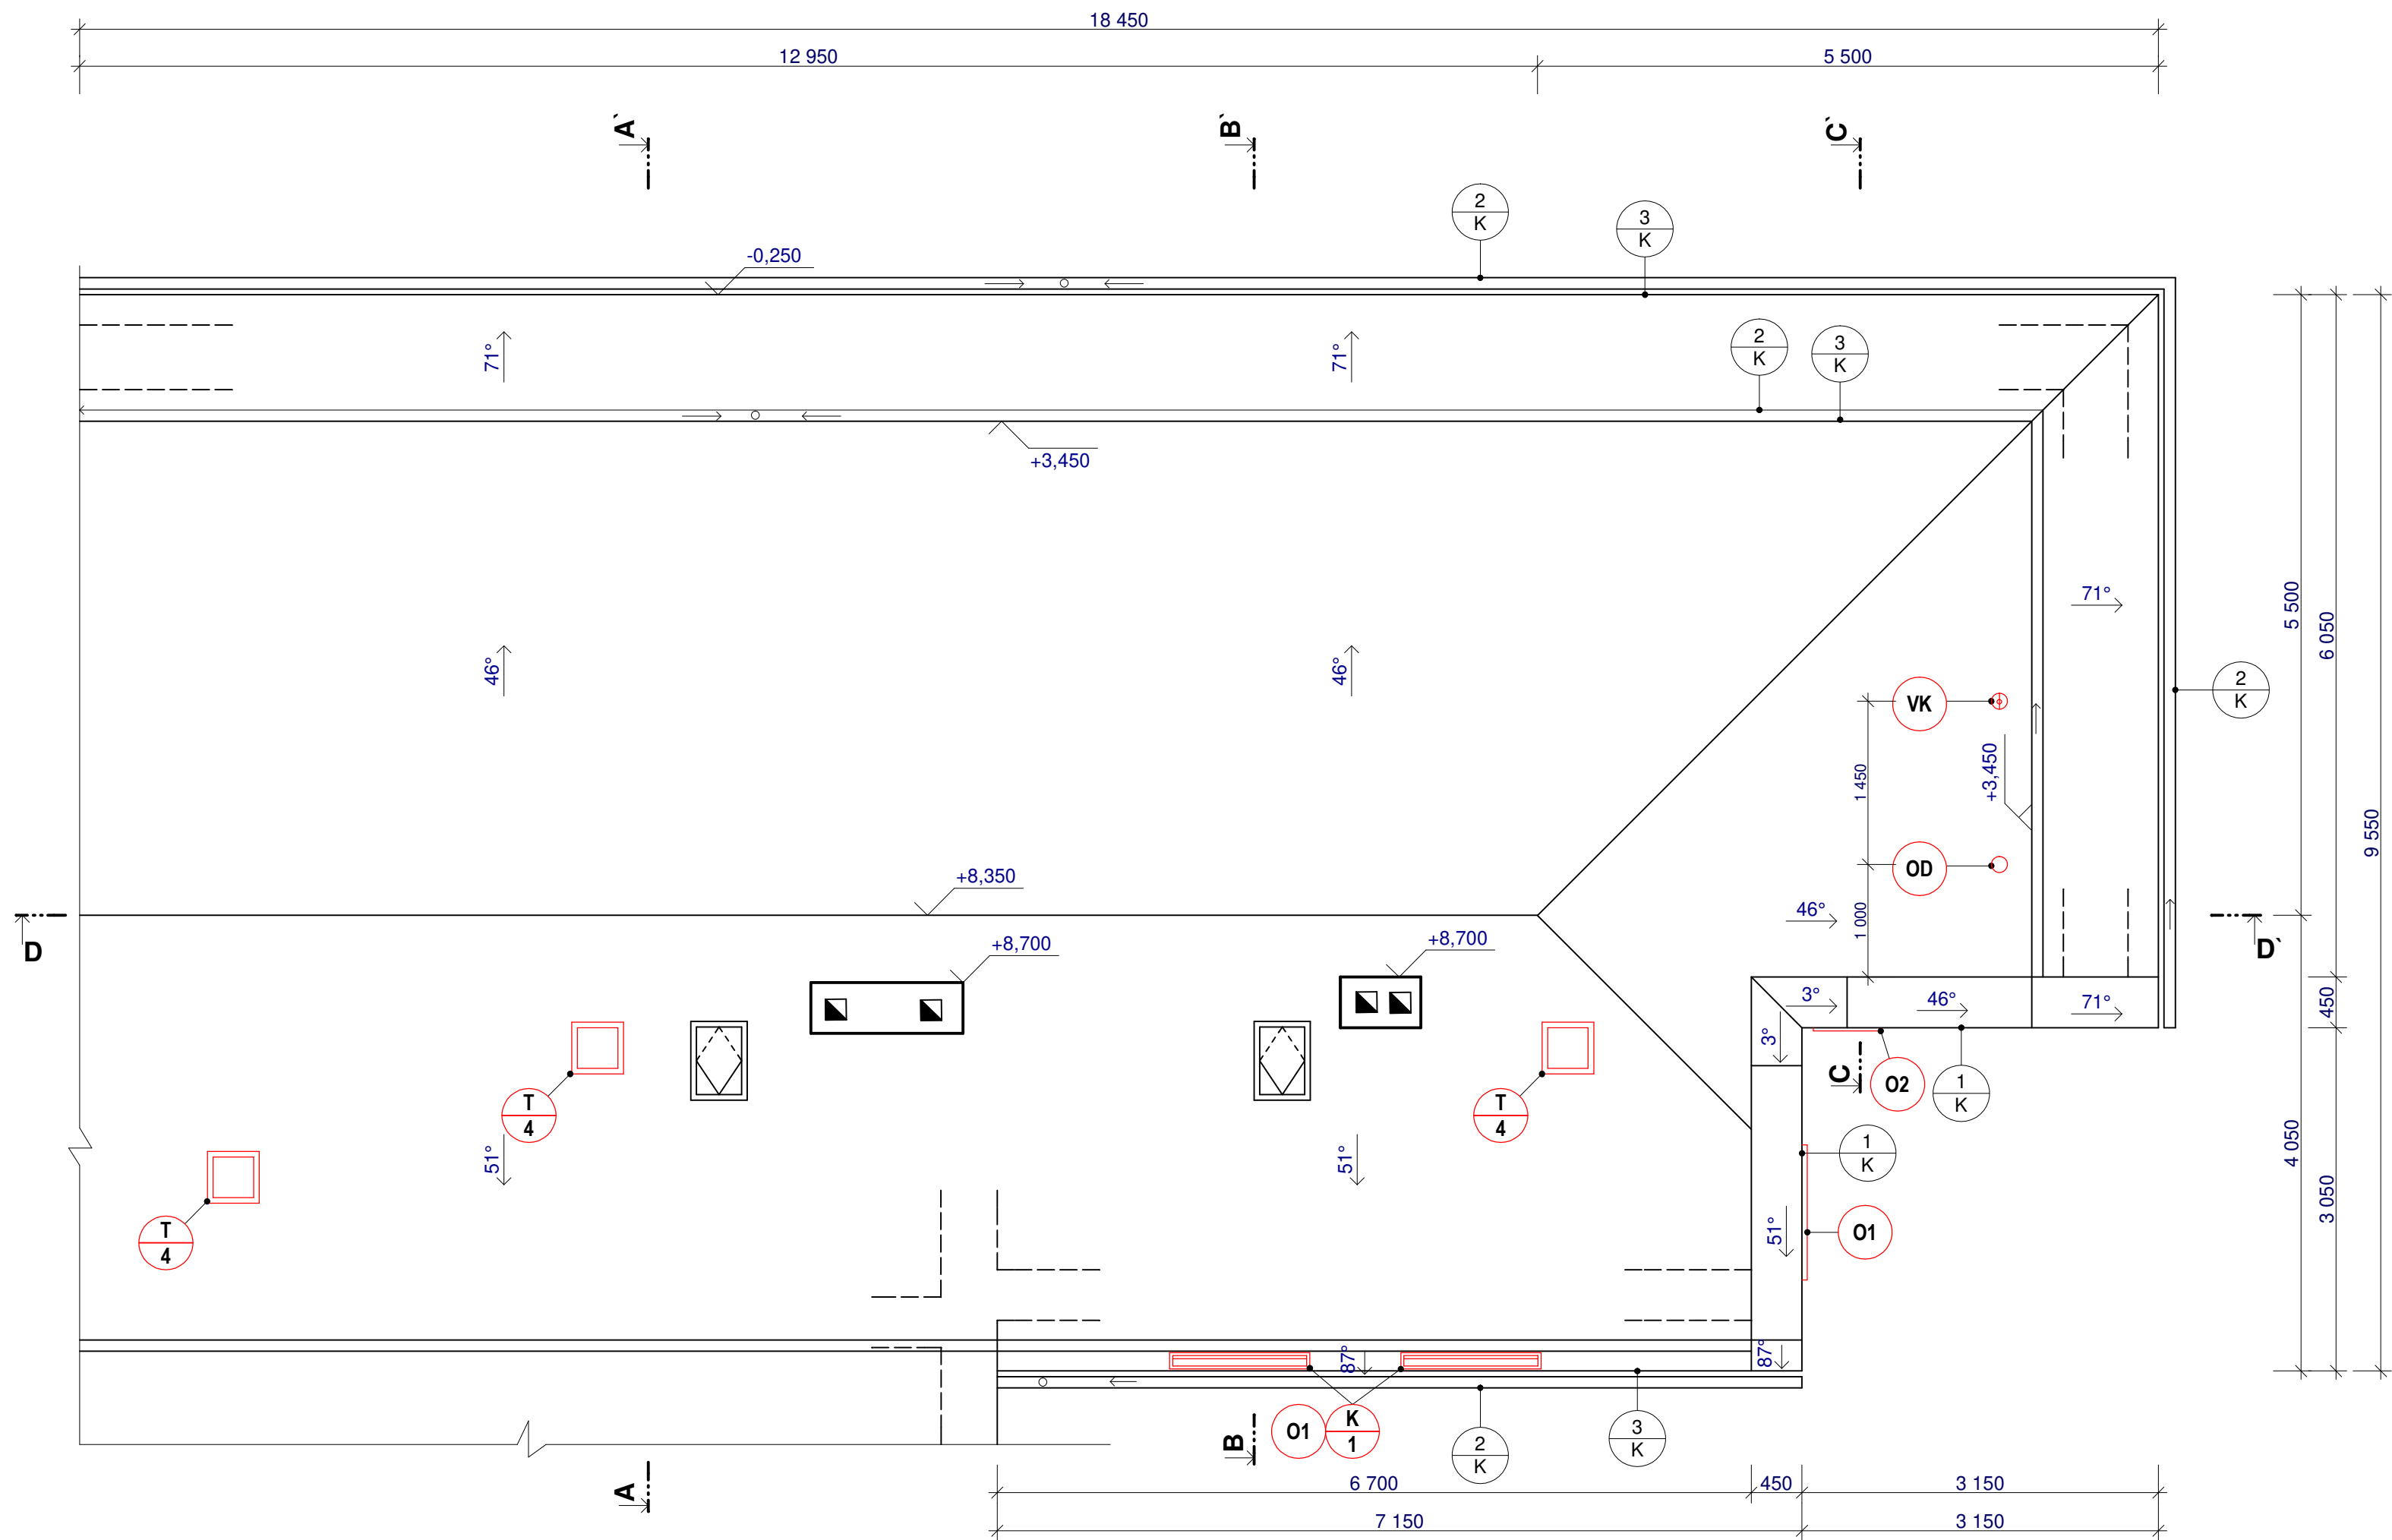 18 450
12 950
5 500
A`
B`
C`
2
K
3
K
-0,250
2
K
3
K
71°
71°
+3,450
71°
5 500
6 050
46°
46°
VK
2
K
+3,450
1 450
9 550
OD
+8,350
46°
1 000
D
+8,700
+8,700
D`
3°
46°
71°
450
3°
C
O2
1
K
T
4
T
4
51°
51°
1
K
4 050
3 050
T
4
51°
O1
87°
87°
O1
K
1
B
2
K
3
K
A
6 700
450
3 150
7 150
3 150